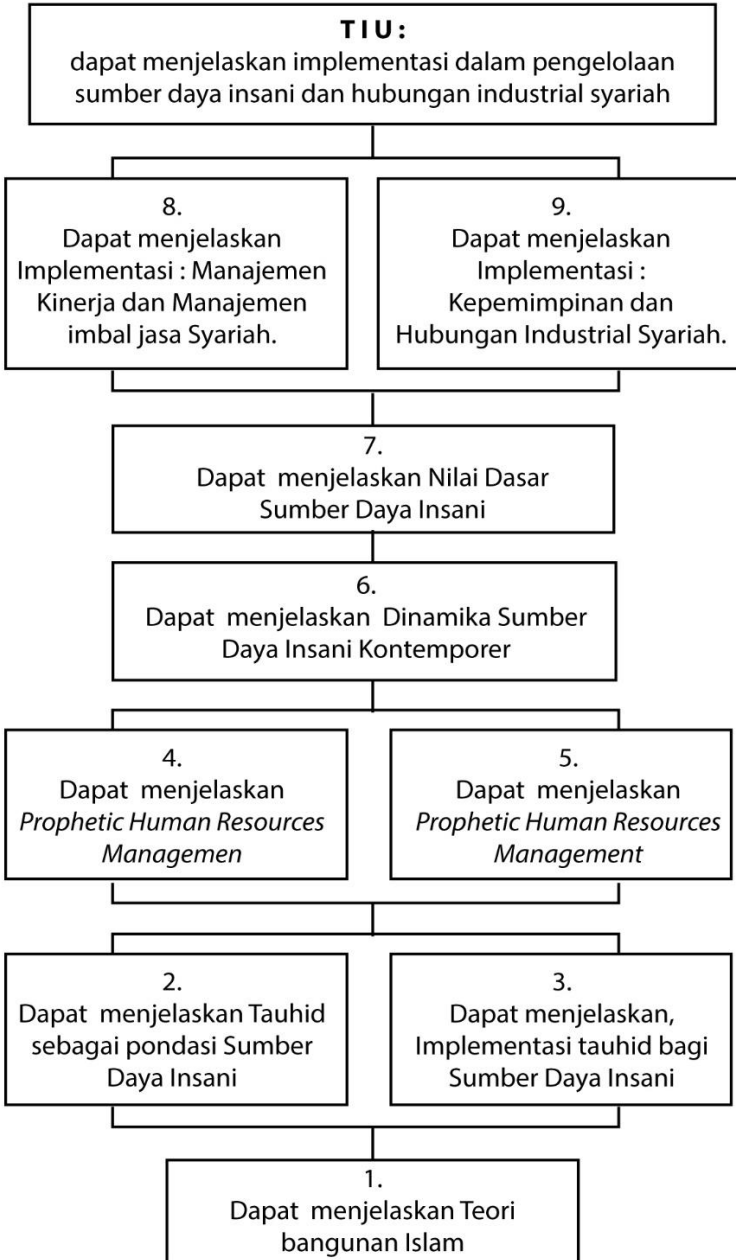 TIU:
dapat menjelaskan implementasi dalam pengelolaan
sumber daya insani dan hubungan industrial syariah
8.
Dapat menjelaskan
Implementasi : Manajemen
Kinerja dan Manajemen
imbal jasa Syariah.
9.
Dapat menjelaskan
Implementasi :
Kepemimpinan dan
Hubungan Industrial Syariah.
7.
Dapat menjelaskan Nilai Dasar
Sumber Daya Insani
6.
Dapat menjelaskan Dinamika Sumber
Daya Insani Kontemporer
4.
Dapat menjelaskan
Prophetic Human Resources
Managemen
5.
Dapat menjelaskan
Prophetic Human Resources
Management
2.
Dapat menjelaskan Tauhid
sebagai pondasi Sumber
Daya Insani
3.
Dapat menjelaskan,
Implementasi tauhid bagi
Sumber Daya Insani
1.
Dapat menjelaskan Teori
bangunan Islam